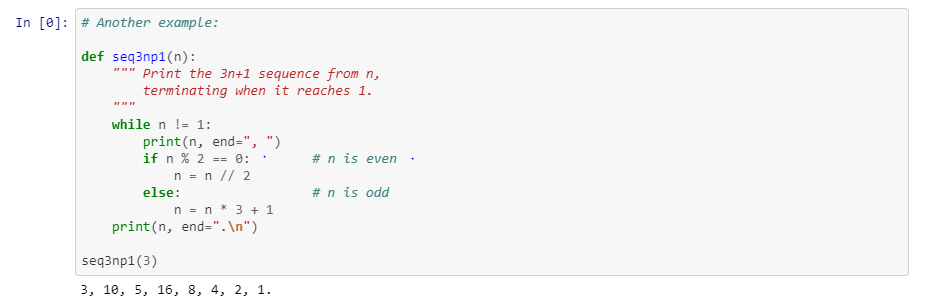 In [0]: # Another example:
def seq3np1(n):
    """ Print the 3n+1 sequence from n,
        terminating when it reaches 1.
    """
    while n != 1:
        print(n, end=", ")
        if n % 2 == 0:        # n is even
            n = n // 2
        else:                 # n is odd
            n = n * 3 + 1
    print(n, end=".\n")
seq3np1(3)
3, 10, 5, 16, 8, 4, 2, 1.